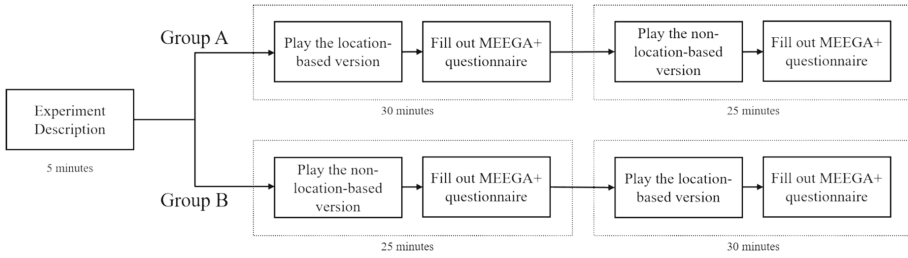 Group A
Play the location-
based version
Fill out MEEGA+
questionnaire
Play the non-
location-based
version
Fill out MEEGA+
questionnaire
30 minutes
25 minutes
Experiment
Description
5 minutes
Group B
Play the non-
location-based
version
Fill out MEEGA+
questionnaire
Play the location-
based version
Fill out MEEGA+
questionnaire
25 minutes
30 minutes